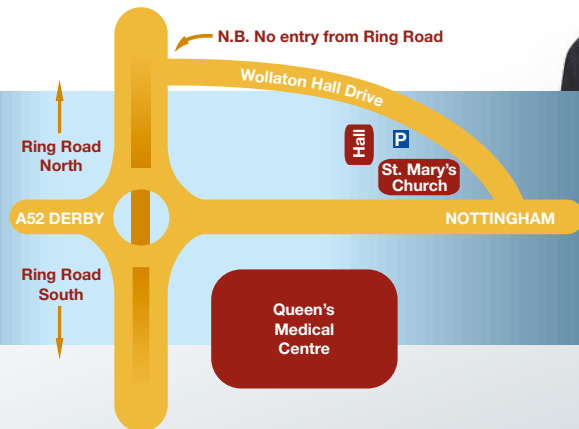 N.B. No entry from Ring Road
Wollaton Hall Drive
Ring Road
North
Hall
P
St. Mary's
Church
A52 DERBY
NOTTINGHAM
Ring Road
South
Queen's
Medical
Centre